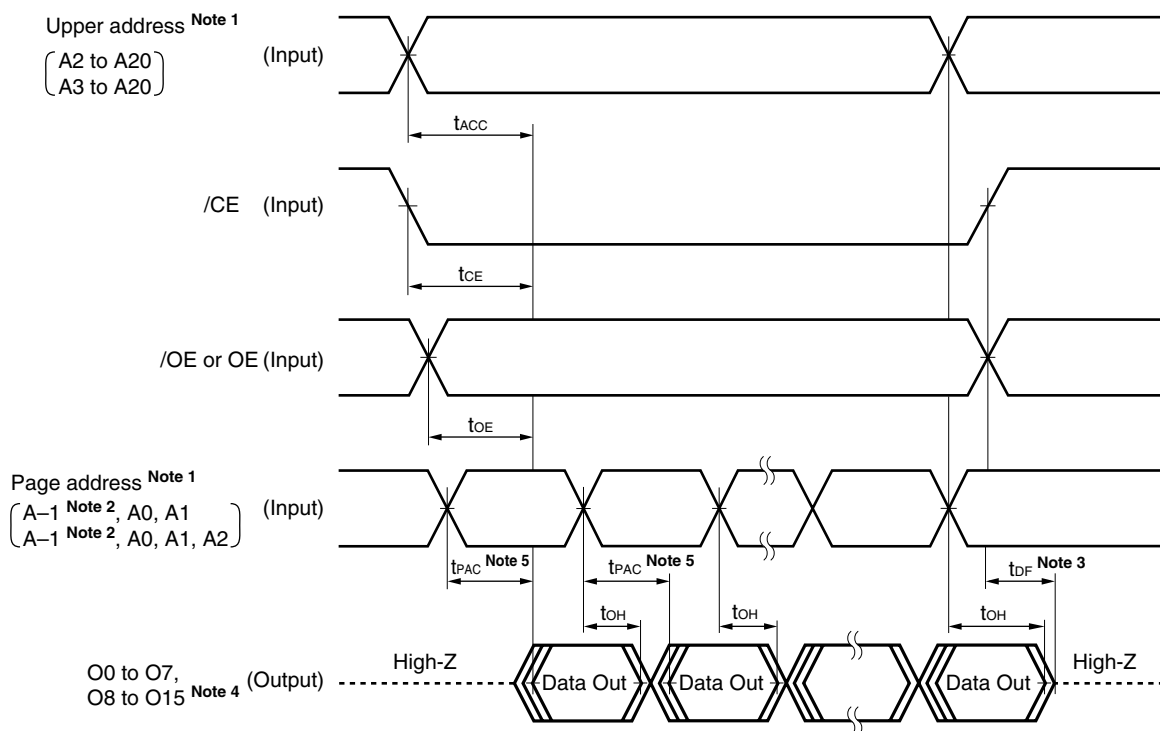 Upper address Note 1
(Input)
A2 to A20
A3 to A20
tACC
/CE (Input)
tCE
/OE or OE (Input)
tOE
Page address Note 1
(Input)
A–1 Note 2, A0, A1
A–1 Note 2, A0, A1, A2
tPAC Note 5
tPAC Note 5
tDF Note 3
tOH
tOH
tOH
O0 to O7,
O8 to O15 Note 4
(Output)
High-Z
Data Out
Data Out
Data Out
High-Z